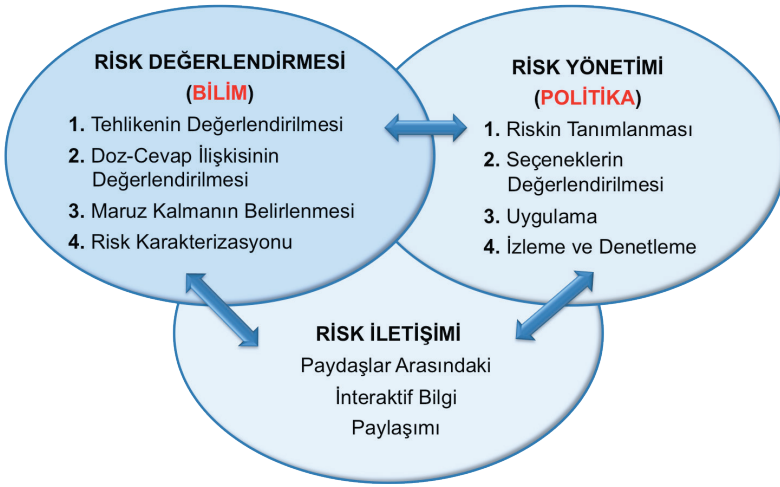 RİSK DEĞERLENDİRMESİ
(BİLİM)
1. Tehlikenin Değerlendirilmesi
2. Doz-Cevap İlişkisinin
Değerlendirilmesi
3. Maruz Kalmanın Belirlenmesi
4. Risk Karakterizasyonu
RİSK YÖNETİMİ
(POLİTİKA)
1. Riskin Tanımlanması
2. Seçeneklerin
Değerlendirilmesi
3. Uygulama
4. İzleme ve Denetleme
RİSK İLETİŞİMİ
Paydaşlar Arasındaki
İnteraktif Bilgi
Paylaşımı